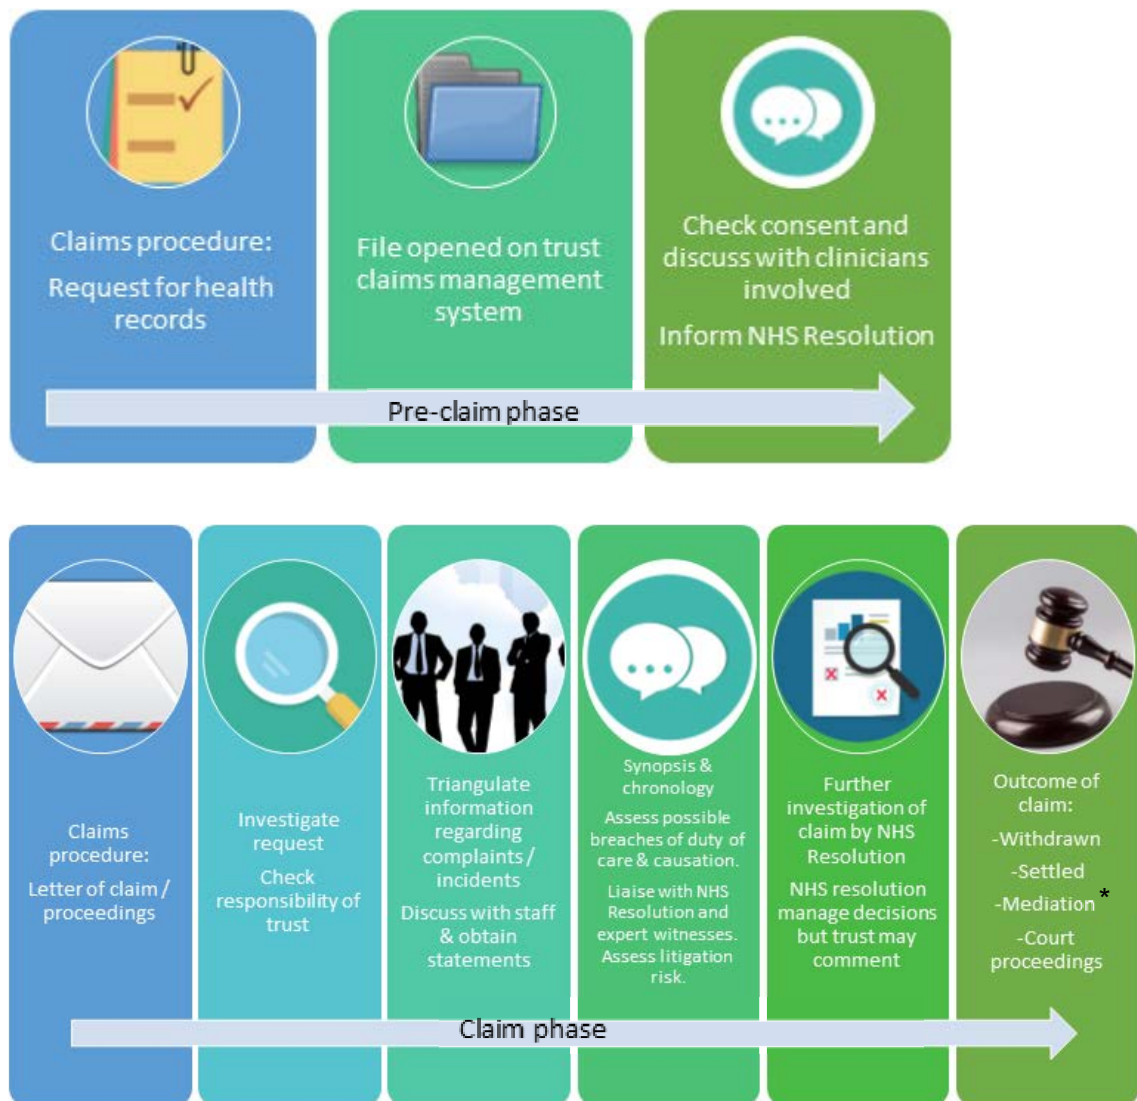 Claims procedure:
Request for health
records
File opened on trust
claims management
system
Check consent and
discuss with clinicians
involved
Inform NHS Resolution
Pre-claim phase
Claims
procedure:
Letter of claim /
proceedings
Investigate
request
Check
responsibility of
trust
Triangulate
information
regarding
complaints /
incidents
Discuss with staff
& obtain
statements
Synopsis &
chronology
Assess possible
breaches of duty of
care & causation.
Liaise with NHS
Resolution and
expert witnesses.
Assess litigation
risk.
Further
investigation of
claim by NHS
Resolution
NHS resolution
manage decisions
but trust may
comment
Outcome of
claim:
-Withdrawn
-Settled
-Mediation *
-Court
proceedings
Claim phase